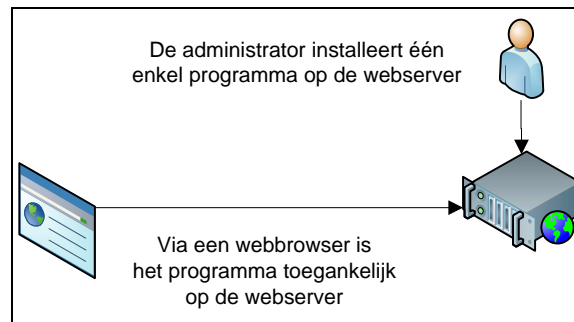 De administrator installeert één
enkel programma op de webserver
Via een webbrowser is
het programma toegankelijk
op de webserver